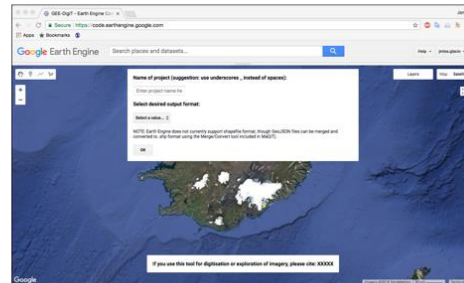 GEE-DigiT - Earth Engine Co
Secure https://code.earthengine.google.com
Apps Bookmarks
Google Earth Engine
Search places and datasets...
Help
Layers
Map
Name of project (suggestion: use underscores _ instead of spaces):
Enter project name he
Select desired output format:
Select a value...
NOTE: Earth Engine does not currently support shapefile format, though GeoJSON files can be merged and
converted to .shp format using the Merge/Convert tool included in MaGIT).
OK
If you use this tool for digitisation or exploration of imagery, please cite: XXXXX
Google